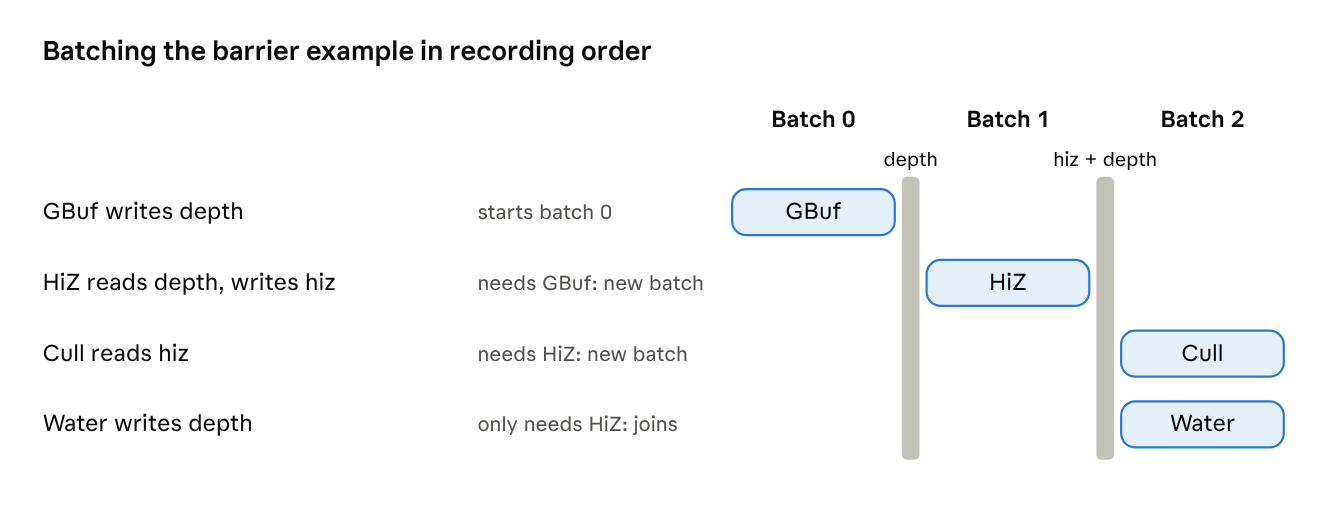 Batching the barrier example in recording order
Batch 0 Batch 1 Batch 2
depth hiz + depth
GBuf writes depth starts batch 0 GBuf
HiZ reads depth, writes hiz needs GBuf: new batch HiZ
Cull reads hiz needs HiZ: new batch Cull
Water writes depth only needs HiZ: joins Water